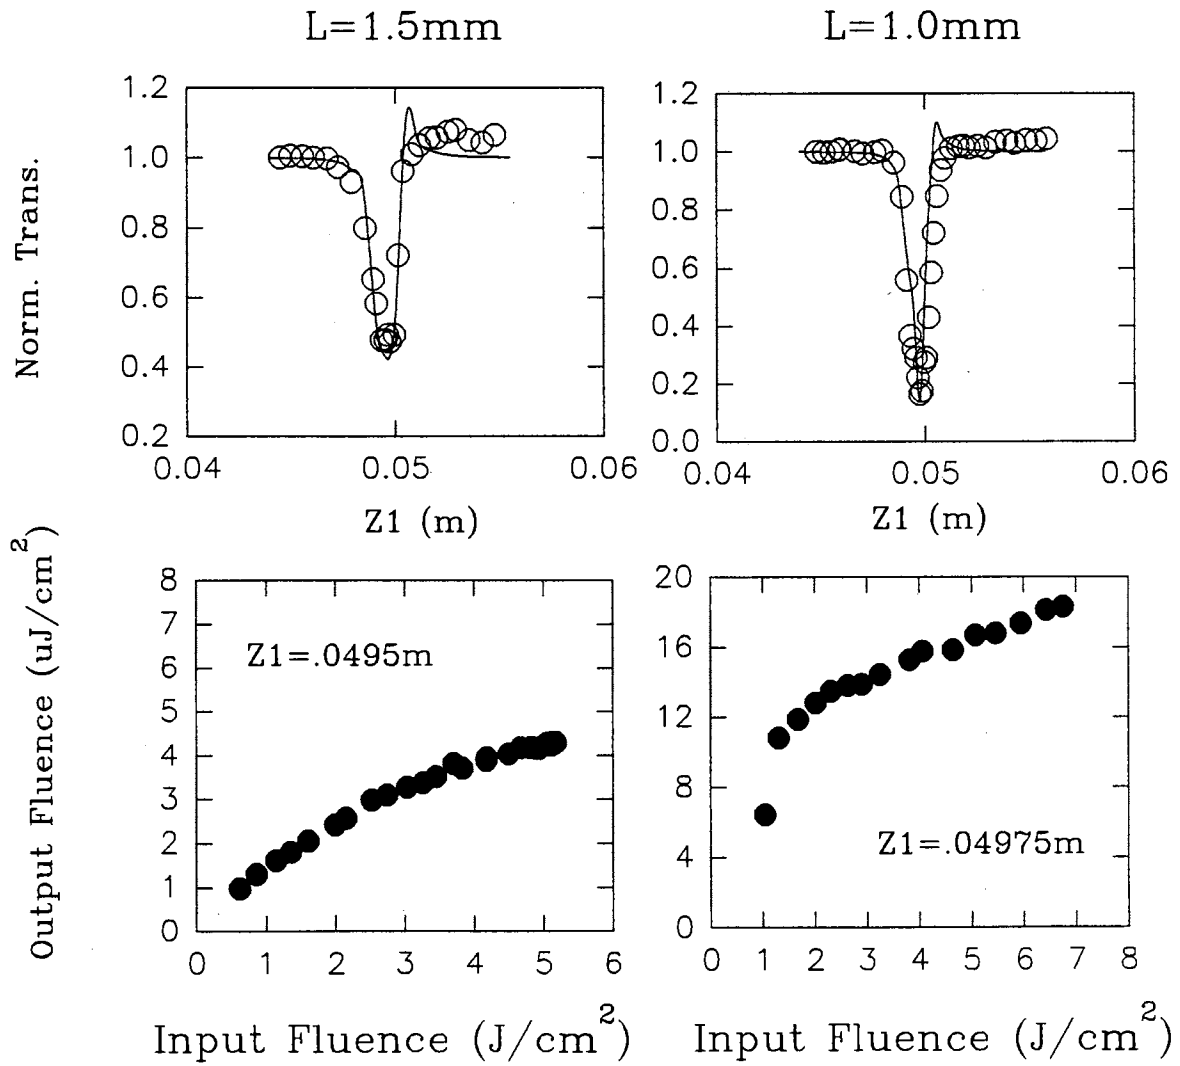 L=1.5mm
L=1.0mm
Norm. Trans.
1.2
1.0
0.8
0.6
0.4
0.2
0.04
0.05
0.06
Z1 (m)
1.2
1.0
0.8
0.6
0.4
0.2
0.0
0.04
0.05
0.06
Z1 (m)
Output Fluence (uJ/cm²)
8
7
6
5
4
3
2
1
0
Z1=.0495m
0 1 2 3 4 5 6
Input Fluence (J/cm²)
20
16
12
8
4
0
Z1=.04975m
0 1 2 3 4 5 6 7 8
Input Fluence (J/cm²)